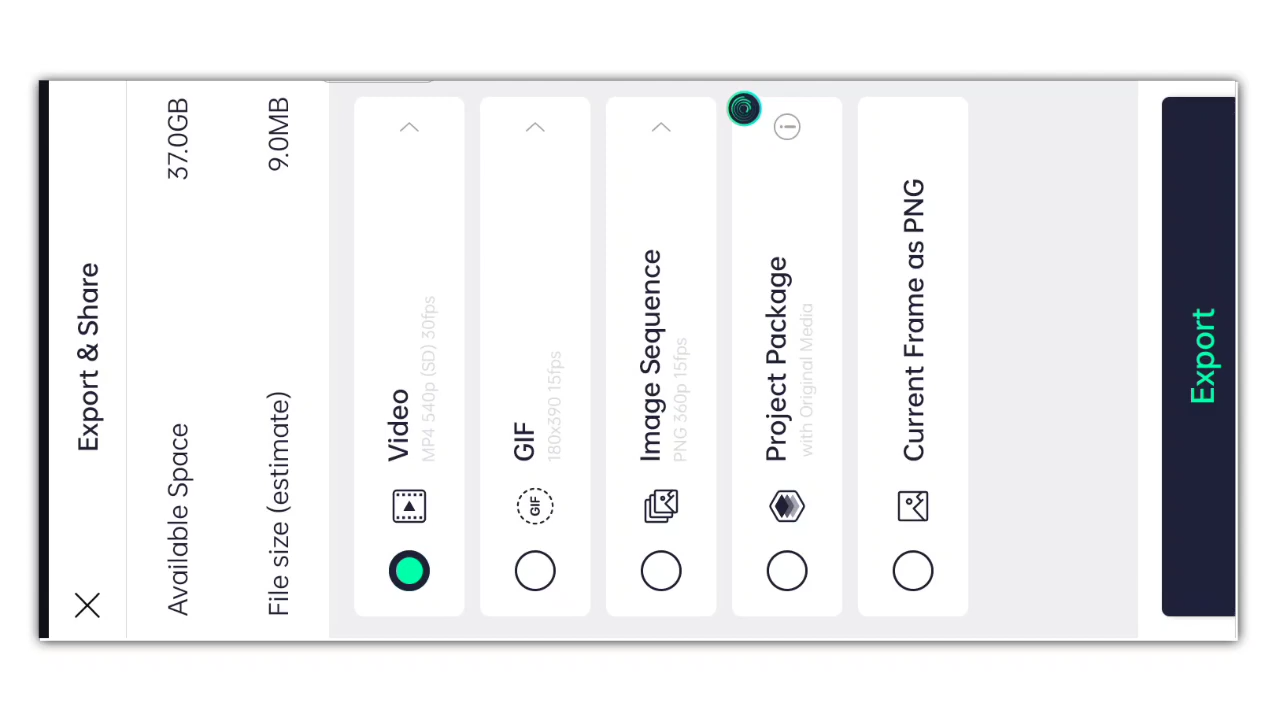 Export & Share
Available Space 37.0GB
File size (estimate) 9.0MB
Video
MP4 540p (SD) 30fps
GIF
GIF
180x390 15fps
Image Sequence
PNG 360p 15fps
Project Package
with Original Media
Current Frame as PNG
Export